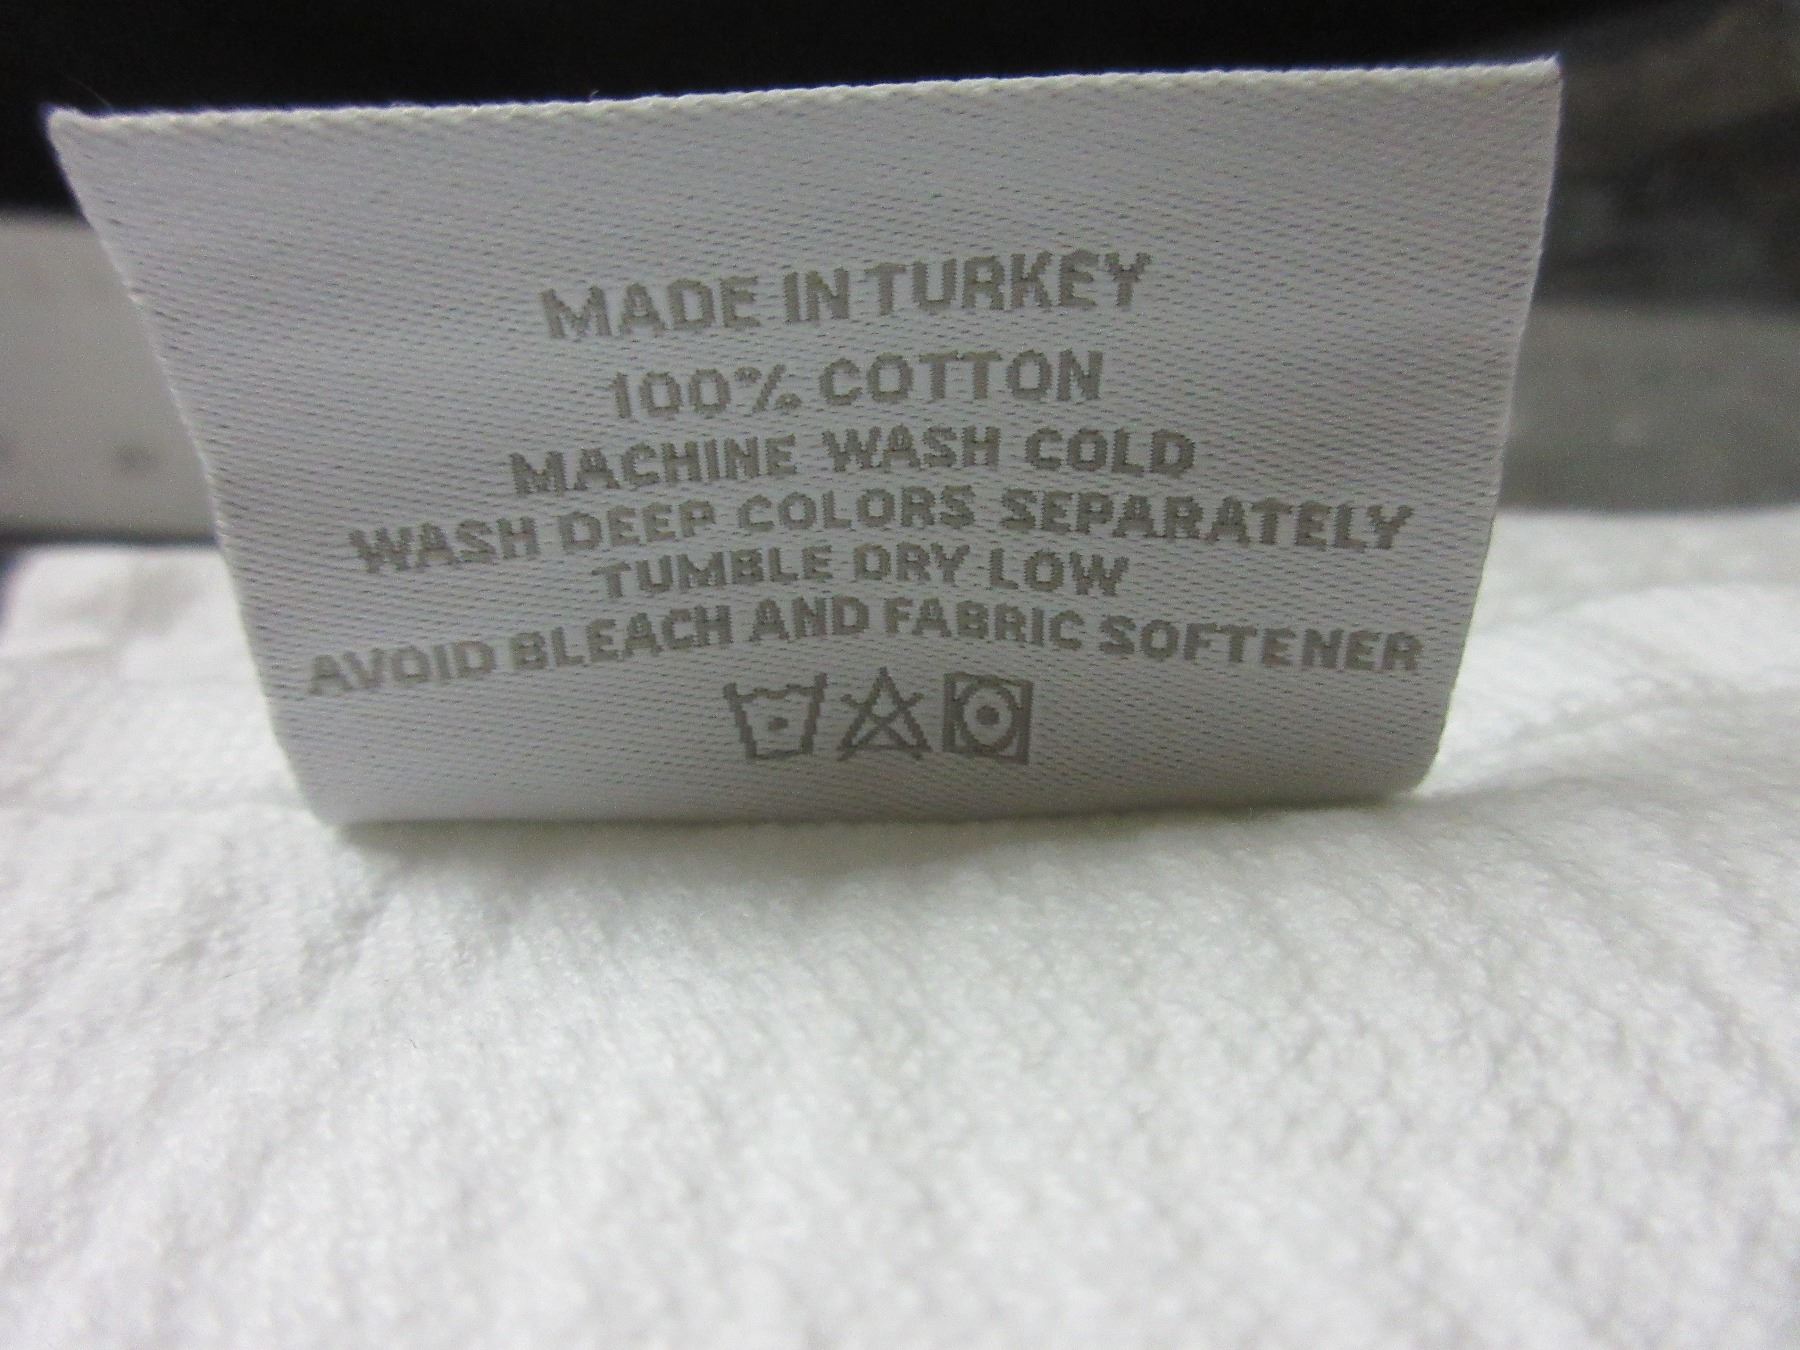 MADE IN TURKEY
100% COTTON
MACHINE WASH COLD
WASH DEEP COLORS SEPARATELY
TUMBLE DRY LOW
AVOID BLEACH AND FABRIC SOFTENER